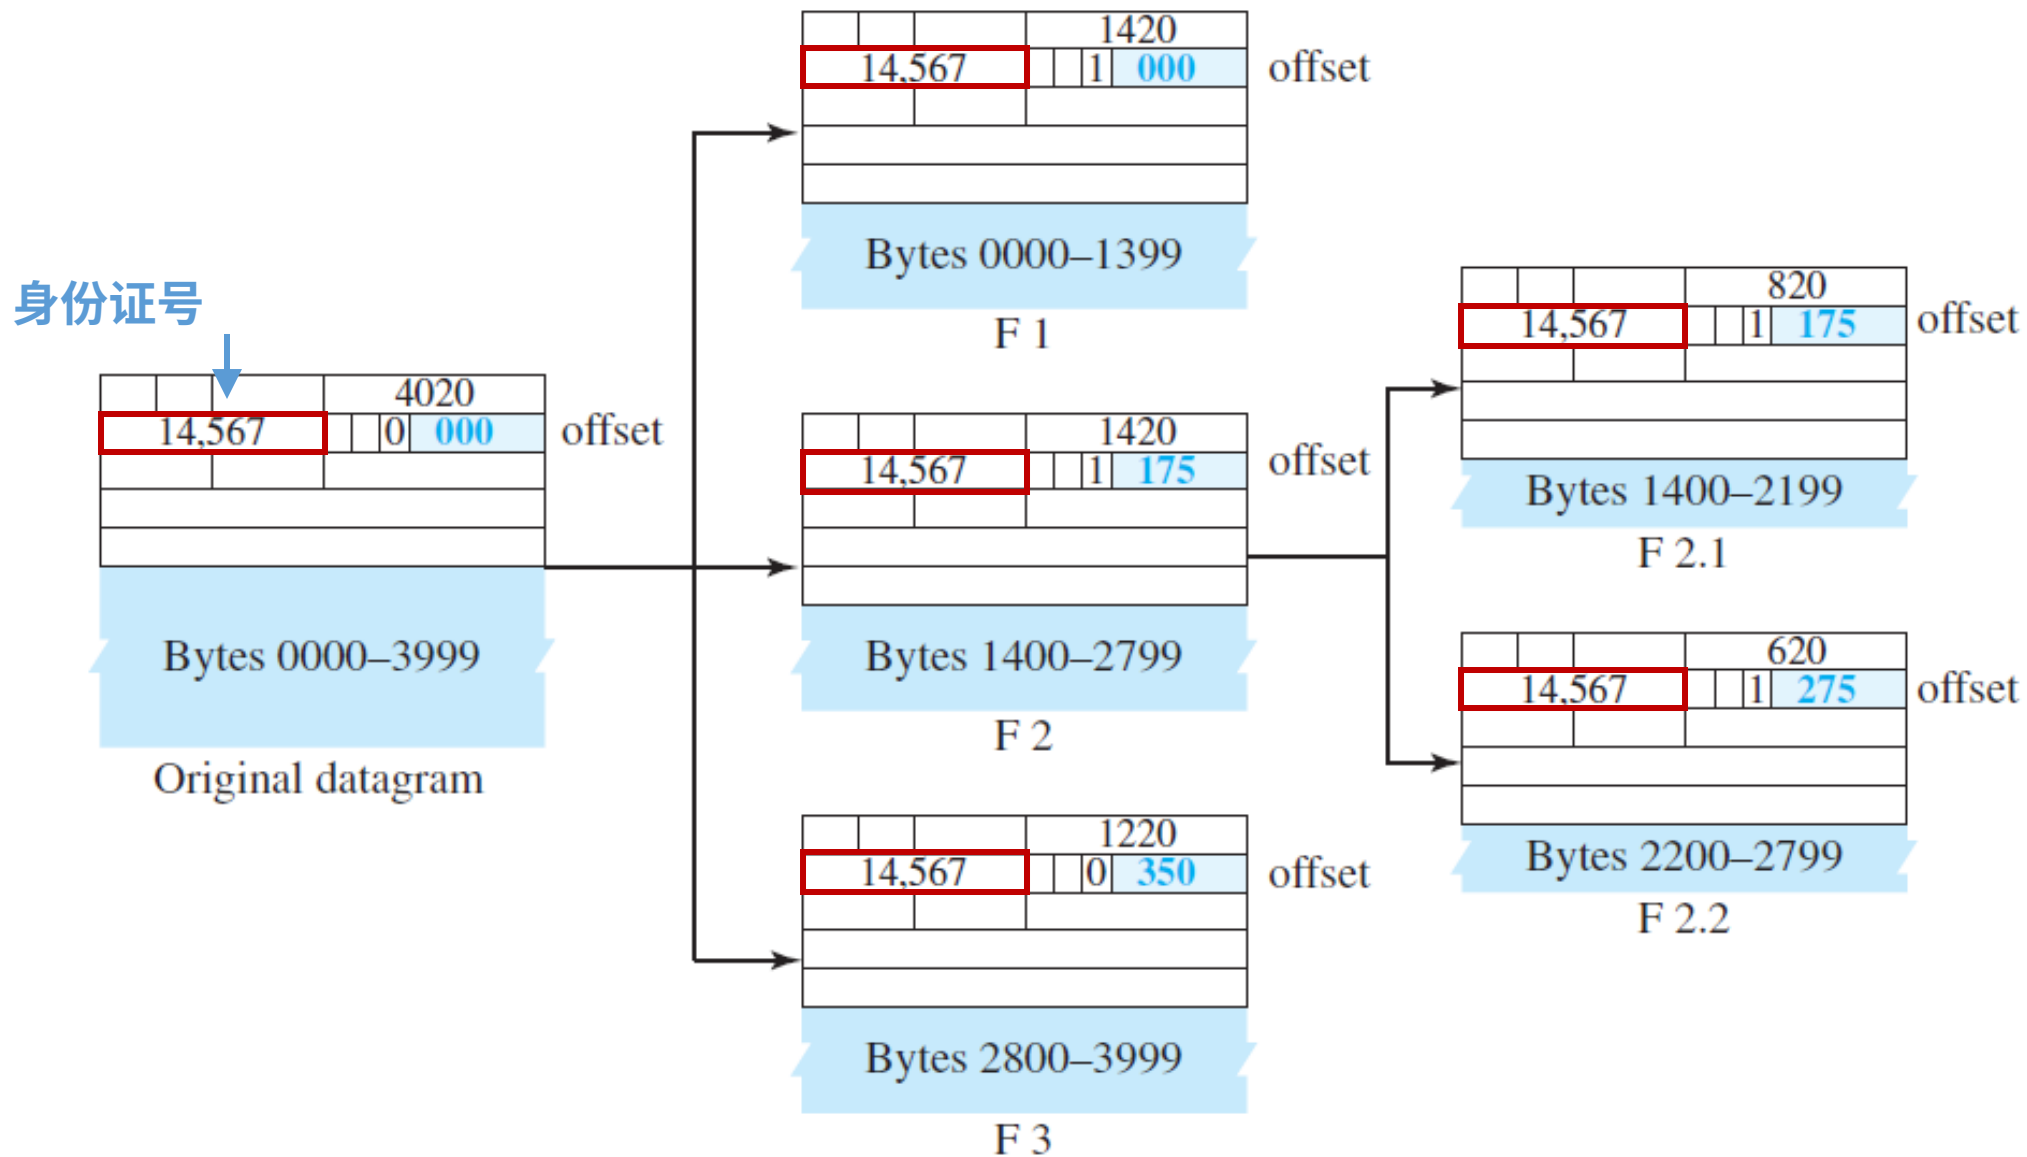 身份证号
4020
14,567 0 000 offset
Bytes 0000–3999
Original datagram
1420
14,567 1 000 offset
Bytes 0000–1399
F 1
1420
14,567 1 175 offset
Bytes 1400–2799
F 2
1220
14,567 0 350 offset
Bytes 2800–3999
F 3
820
14,567 1 175 offset
Bytes 1400–2199
F 2.1
620
14,567 1 275 offset
Bytes 2200–2799
F 2.2